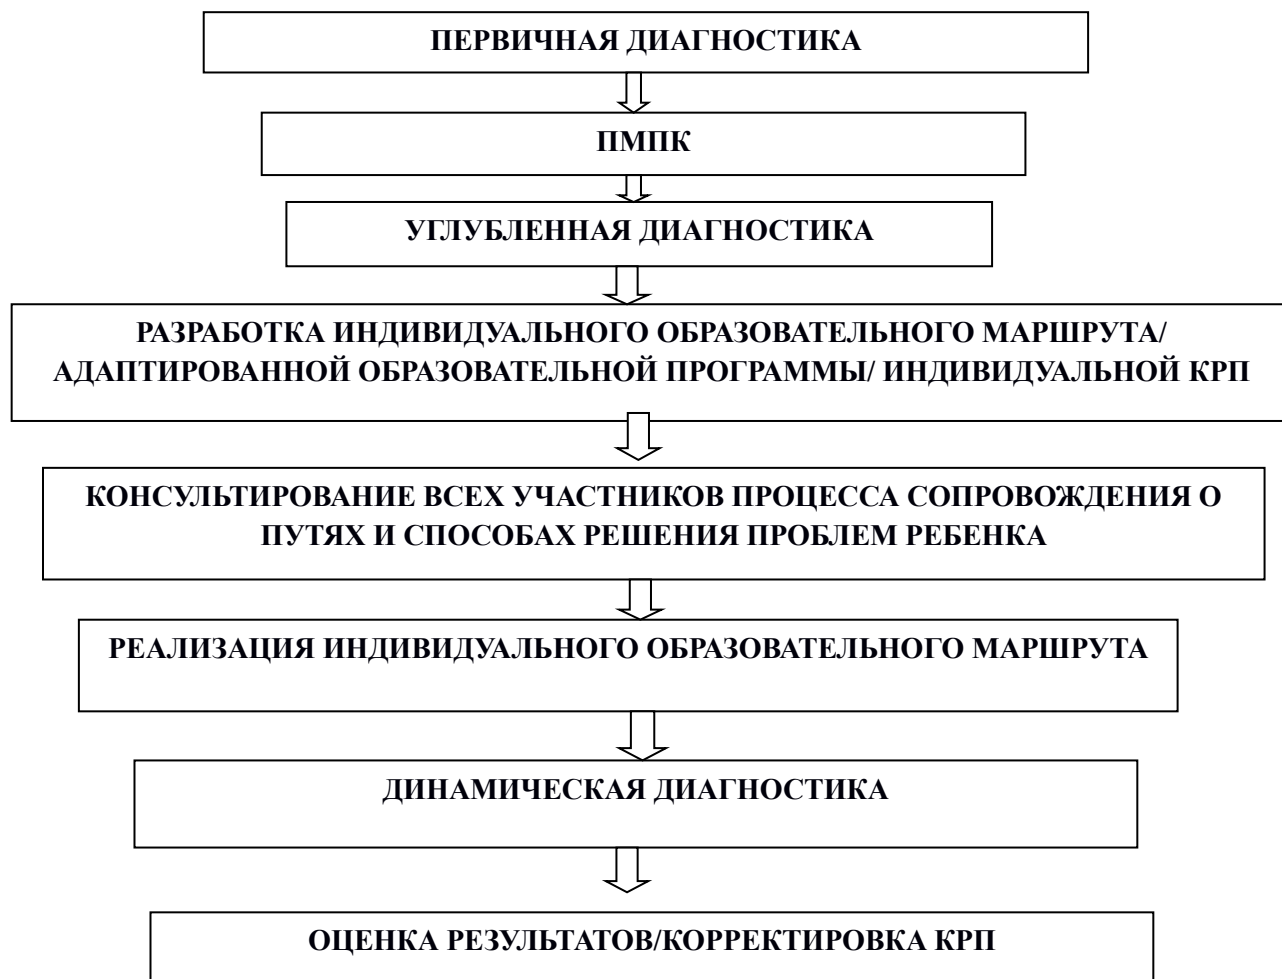 ПЕРВИЧНАЯ ДИАГНОСТИКА
ПМПК
УГЛУБЛЕННАЯ ДИАГНОСТИКА
РАЗРАБОТКА ИНДИВИДУАЛЬНОГО ОБРАЗОВАТЕЛЬНОГО МАРШРУТА/
АДАПТИРОВАННОЙ ОБРАЗОВАТЕЛЬНОЙ ПРОГРАММЫ/ ИНДИВИДУАЛЬНОЙ КРП
КОНСУЛЬТИРОВАНИЕ ВСЕХ УЧАСТНИКОВ ПРОЦЕССА СОПРОВОЖДЕНИЯ О
ПУТЯХ И СПОСОБАХ РЕШЕНИЯ ПРОБЛЕМ РЕБЕНКА
РЕАЛИЗАЦИЯ ИНДИВИДУАЛЬНОГО ОБРАЗОВАТЕЛЬНОГО МАРШРУТА
ДИНАМИЧЕСКАЯ ДИАГНОСТИКА
ОЦЕНКА РЕЗУЛЬТАТОВ/КОРРЕКТИРОВКА КРП